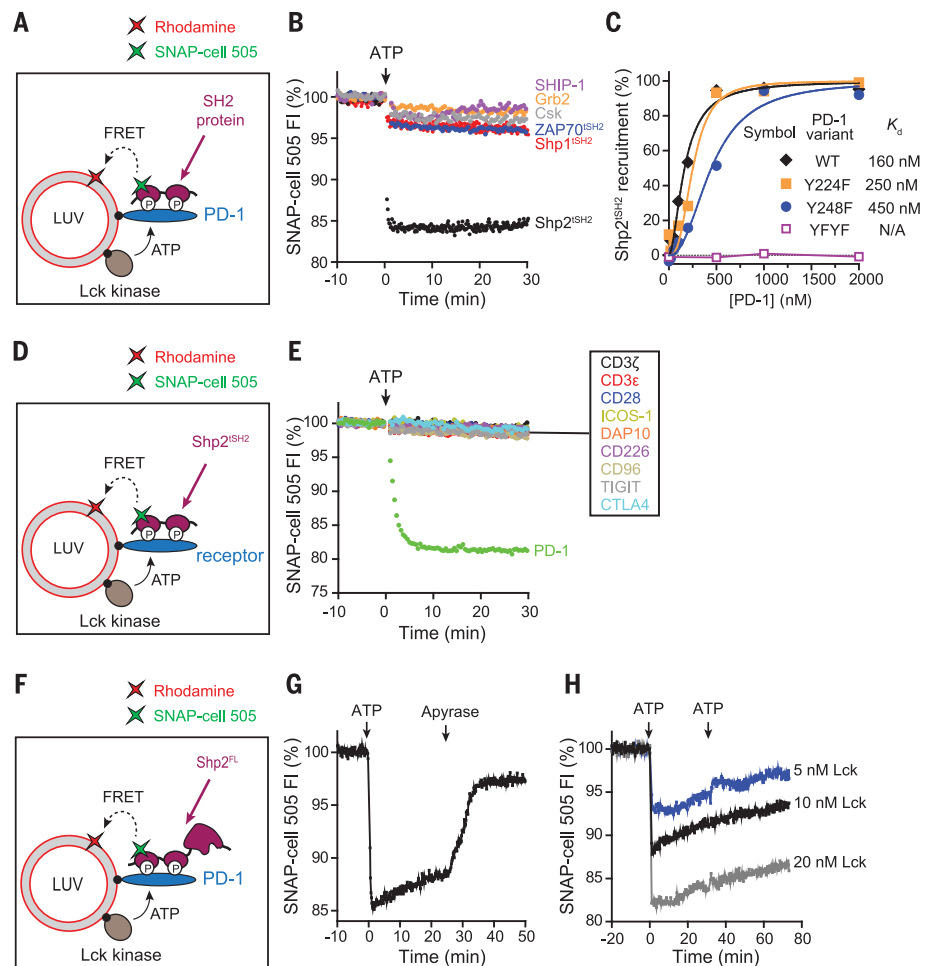 A
Rhodamine
SNAP-cell 505
FRET
SH2
protein
LUV
P P
PD-1
ATP
Lck kinase
B
ATP
SNAP-cell 505 FI (%)
100
95
90
85
80
-10 0 10 20 30
Time (min)
SHIP-1
Grb2
Csk
ZAP70tSH2
Shp1tSH2
Shp2tSH2
C
Shp2tSH2 recruitment (%)
100
80
60
40
20
0
0 500 1000 1500 2000
[PD-1] (nM)
Symbol PD-1 variant Kd
WT 160 nM
Y224F 250 nM
Y248F 450 nM
YFYF N/A
D
Rhodamine
SNAP-cell 505
Shp2tSH2
FRET
LUV
P P
receptor
ATP
Lck kinase
E
ATP
SNAP-cell 505 FI (%)
100
95
90
85
80
75
-10 0 10 20 30
Time (min)
CD3ζ
CD3ε
CD28
ICOS-1
DAP10
CD226
CD96
TIGIT
CTLA4
PD-1
F
Rhodamine
SNAP-cell 505
Shp2FL
FRET
LUV
P P
PD-1
ATP
Lck kinase
G
ATP Apyrase
SNAP-cell 505 FI (%)
100
95
90
85
-10 0 10 20 30 40 50
Time (min)
H
ATP ATP
SNAP-cell 505 FI (%)
100
95
90
85
80
-20 0 20 40 60 80
Time (min)
5 nM Lck
10 nM Lck
20 nM Lck